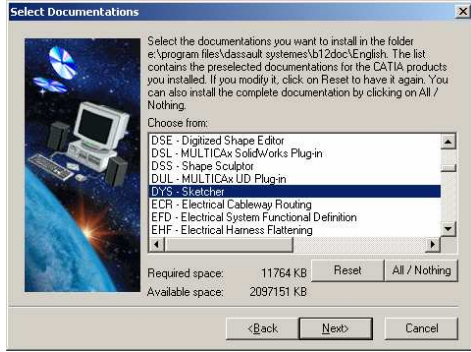 Select Documentations
Select the documentations you want to install in the folder
e:\program files\dassault systemes\b12doc\English. The list
contains the preselected documentations for the CATIA products
you installed. If you modify it, click on Reset to have it again. You
can also install the complete documentation by clicking on All /
Nothing.
Choose from:
DSE - Digitized Shape Editor
DSL - MULTICAx SolidWorks Plug-in
DSS - Shape Sculptor
DUL - MULTICAx UD Plug-in
DYS - Sketcher
ECR - Electrical Cableway Routing
EFD - Electrical System Functional Definition
EHF - Electrical Harness Flattening
Required space: 11764 KB Reset All / Nothing
Available space: 2097151 KB
<Back Next> Cancel